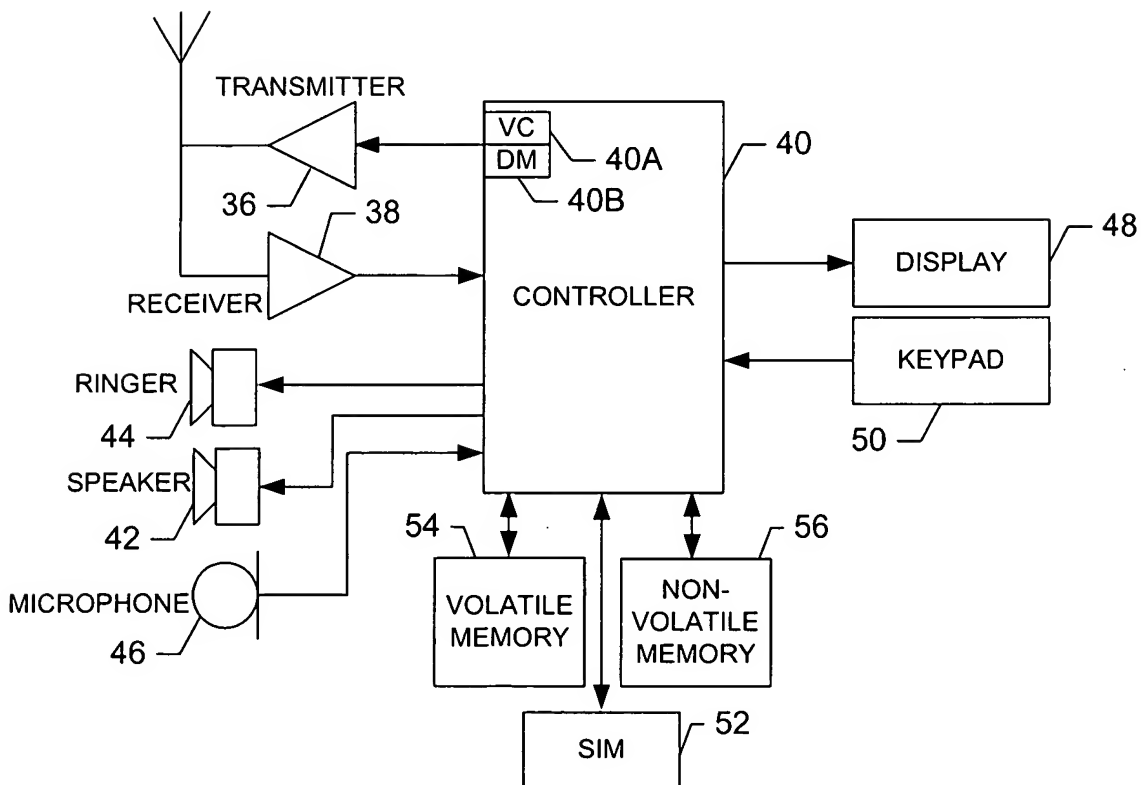 TRANSMITTER
36
38
RECEIVER
VC
DM
40A
40B
40
CONTROLLER
DISPLAY
48
KEYPAD
50
RINGER
44
SPEAKER
42
MICROPHONE
46
54
VOLATILE
MEMORY
56
NON-
VOLATILE
MEMORY
SIM
52